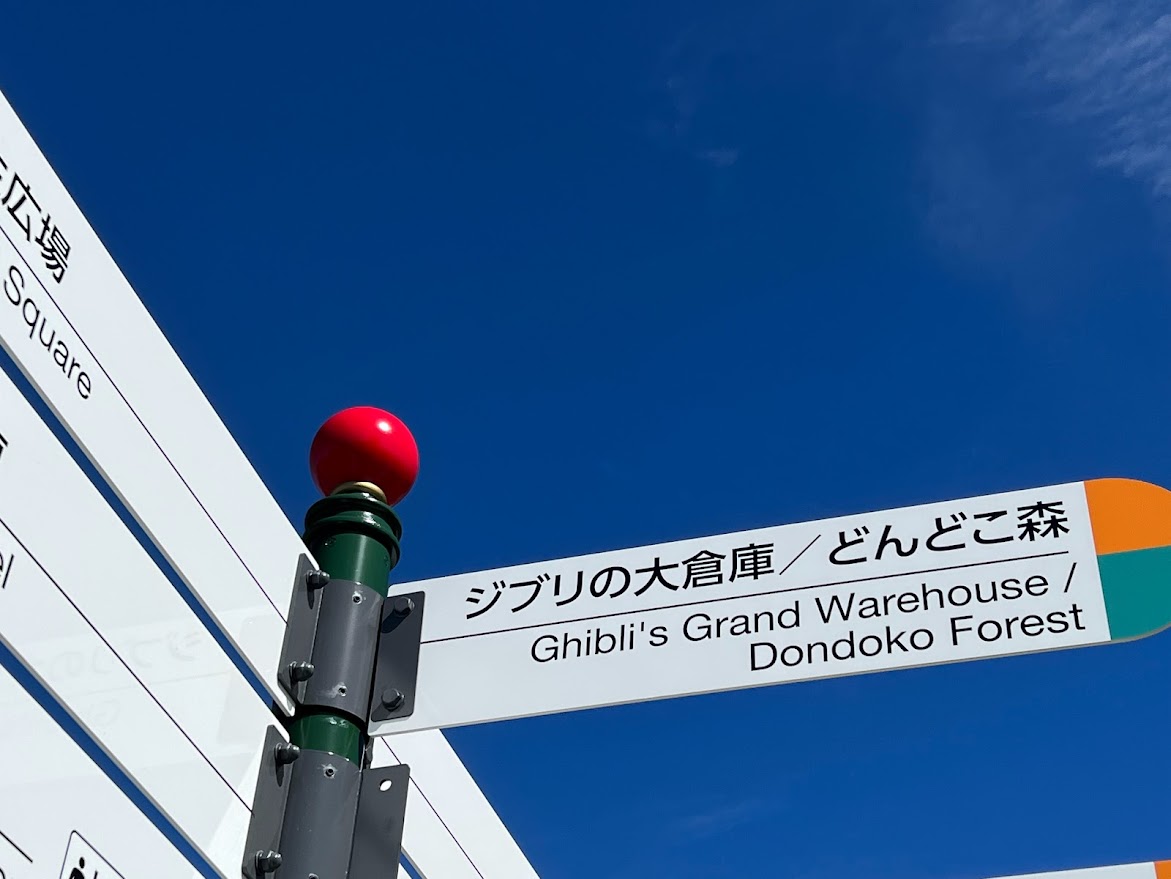 広場
Square
ジブリの大倉庫／どんどこ森
Ghibli's Grand Warehouse /
Dondoko Forest